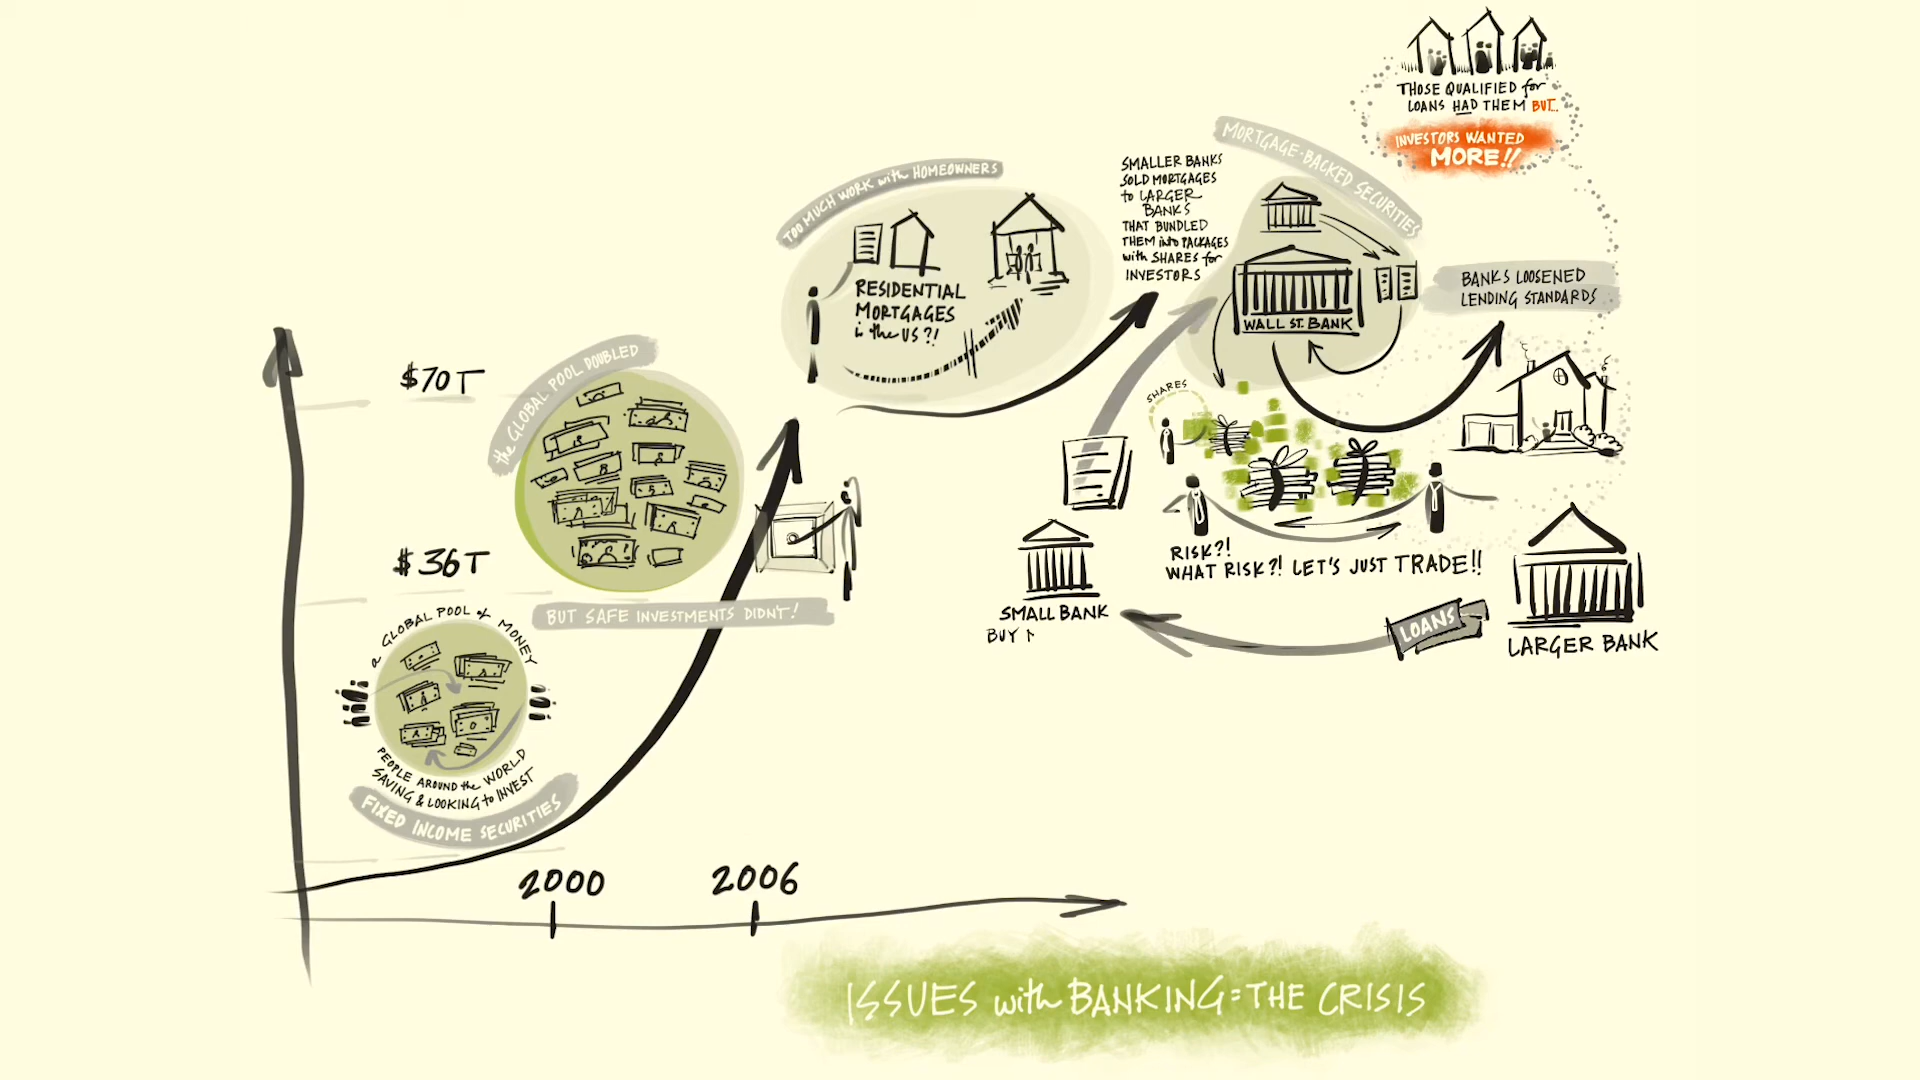 THOSE QUALIFIED for
LOANS HAD THEM BUT...
INVESTORS WANTED
MORE!!
MORTGAGE-BACKED SECURITIES
SMALLER BANKS
SOLD MORTGAGES
to LARGER
BANKS
THAT BUNDLED
THEM into PACKAGES
with SHARES for
INVESTORS
TOO MUCH WORK with HOMEOWNERS
RESIDENTIAL
MORTGAGES
in the US?!
WALL ST. BANK
BANKS LOOSENED
LENDING STANDARDS
SHARES
$70T
the GLOBAL POOL DOUBLED
$36T
BUT SAFE INVESTMENTS DIDN'T!
RISK?!
WHAT RISK?! LET'S JUST TRADE!!
SMALL BANK
BUY
LOANS
LARGER BANK
a GLOBAL POOL of MONEY
PEOPLE AROUND the WORLD
SAVING & LOOKING to INVEST
FIXED INCOME SECURITIES
2000
2006
ISSUES with BANKING = THE CRISIS